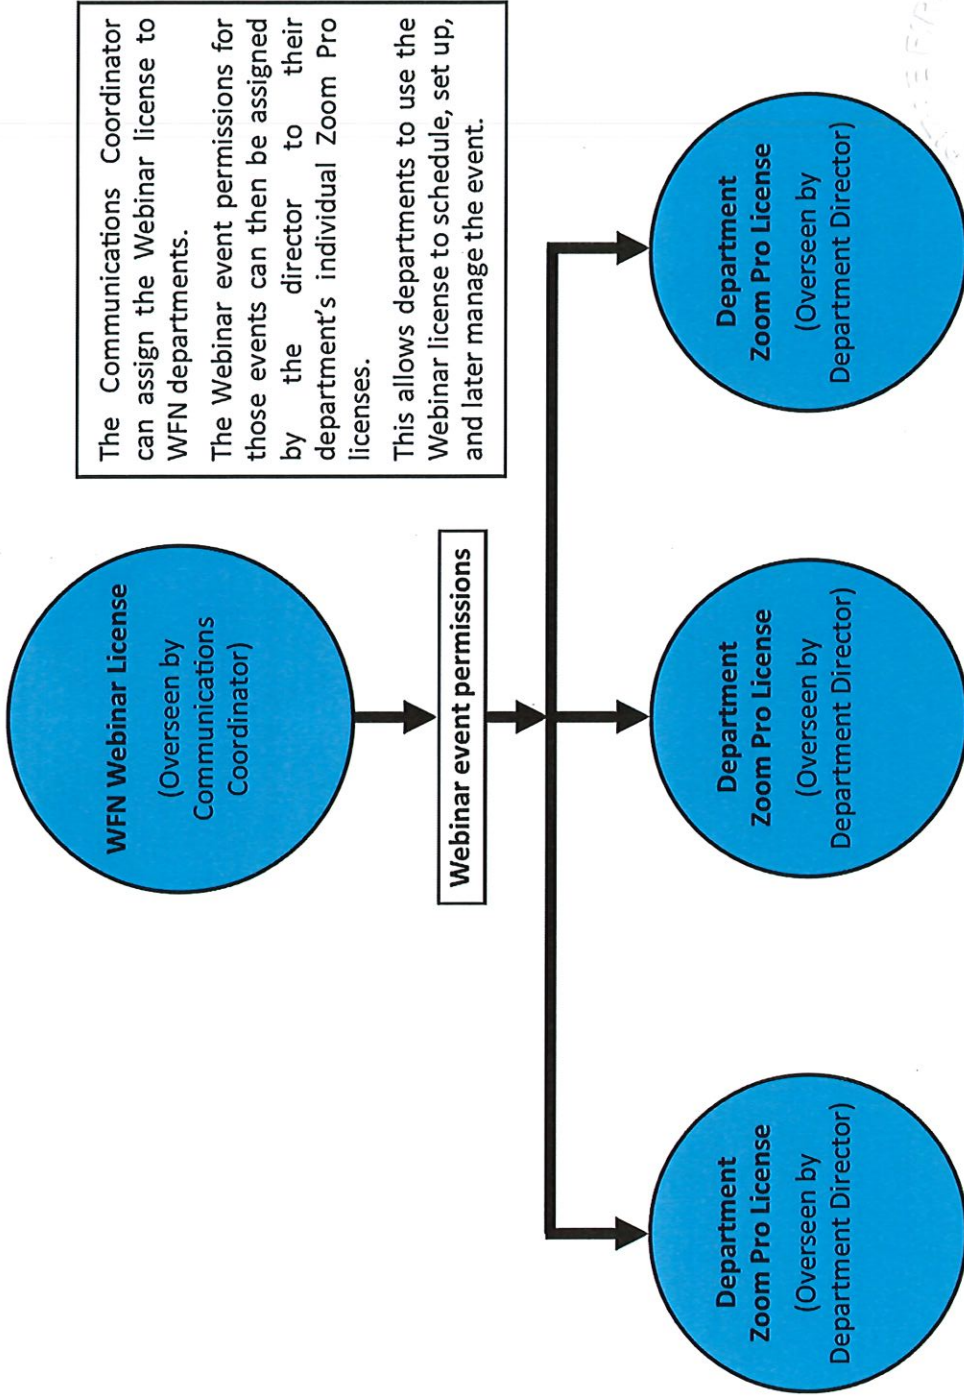 WFN Webinar License
(Overseen by
Communications
Coordinator)
The Communications Coordinator
can assign the Webinar license to
WFN departments.
The Webinar event permissions for
those events can then be assigned
by the director to their
department's individual Zoom Pro
licenses.
This allows departments to use the
Webinar license to schedule, set up,
and later manage the event.
Webinar event permissions
Department
Zoom Pro License
(Overseen by
Department Director)
Department
Zoom Pro License
(Overseen by
Department Director)
Department
Zoom Pro License
(Overseen by
Department Director)